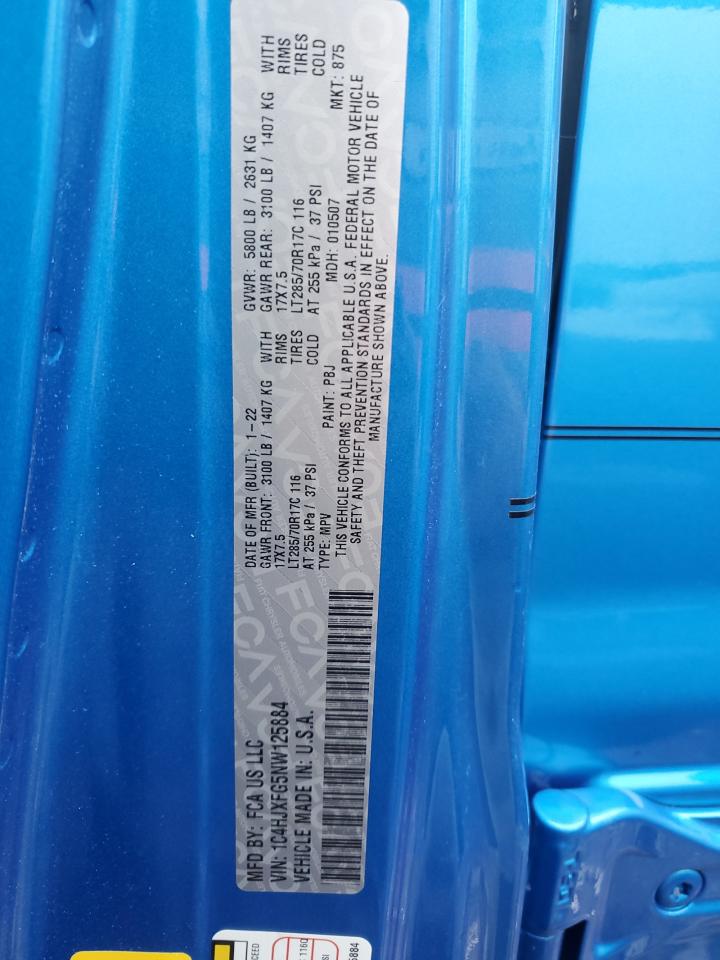 MFD BY: FCA US LLC
VIN: 1C4HJXFG5NW125884
VEHICLE MADE IN: U.S.A.
DATE OF MFR (BUILT): 1-22 GVWR: 5800 LB / 2631 KG
GAWR FRONT: 3100 LB / 1407 KG WITH GAWR REAR: 3100 LB / 1407 KG WITH
17X7.5 RIMS 17X7.5 RIMS
LT285/70R17C 116 TIRES LT285/70R17C 116 TIRES
AT 255 kPa / 37 PSI COLD AT 255 kPa / 37 PSI COLD
TYPE: MPV PAINT: PBJ MDH: 010507 MKT: 875
THIS VEHICLE CONFORMS TO ALL APPLICABLE U.S.A. FEDERAL MOTOR VEHICLE
SAFETY AND THEFT PREVENTION STANDARDS IN EFFECT ON THE DATE OF
MANUFACTURE SHOWN ABOVE.